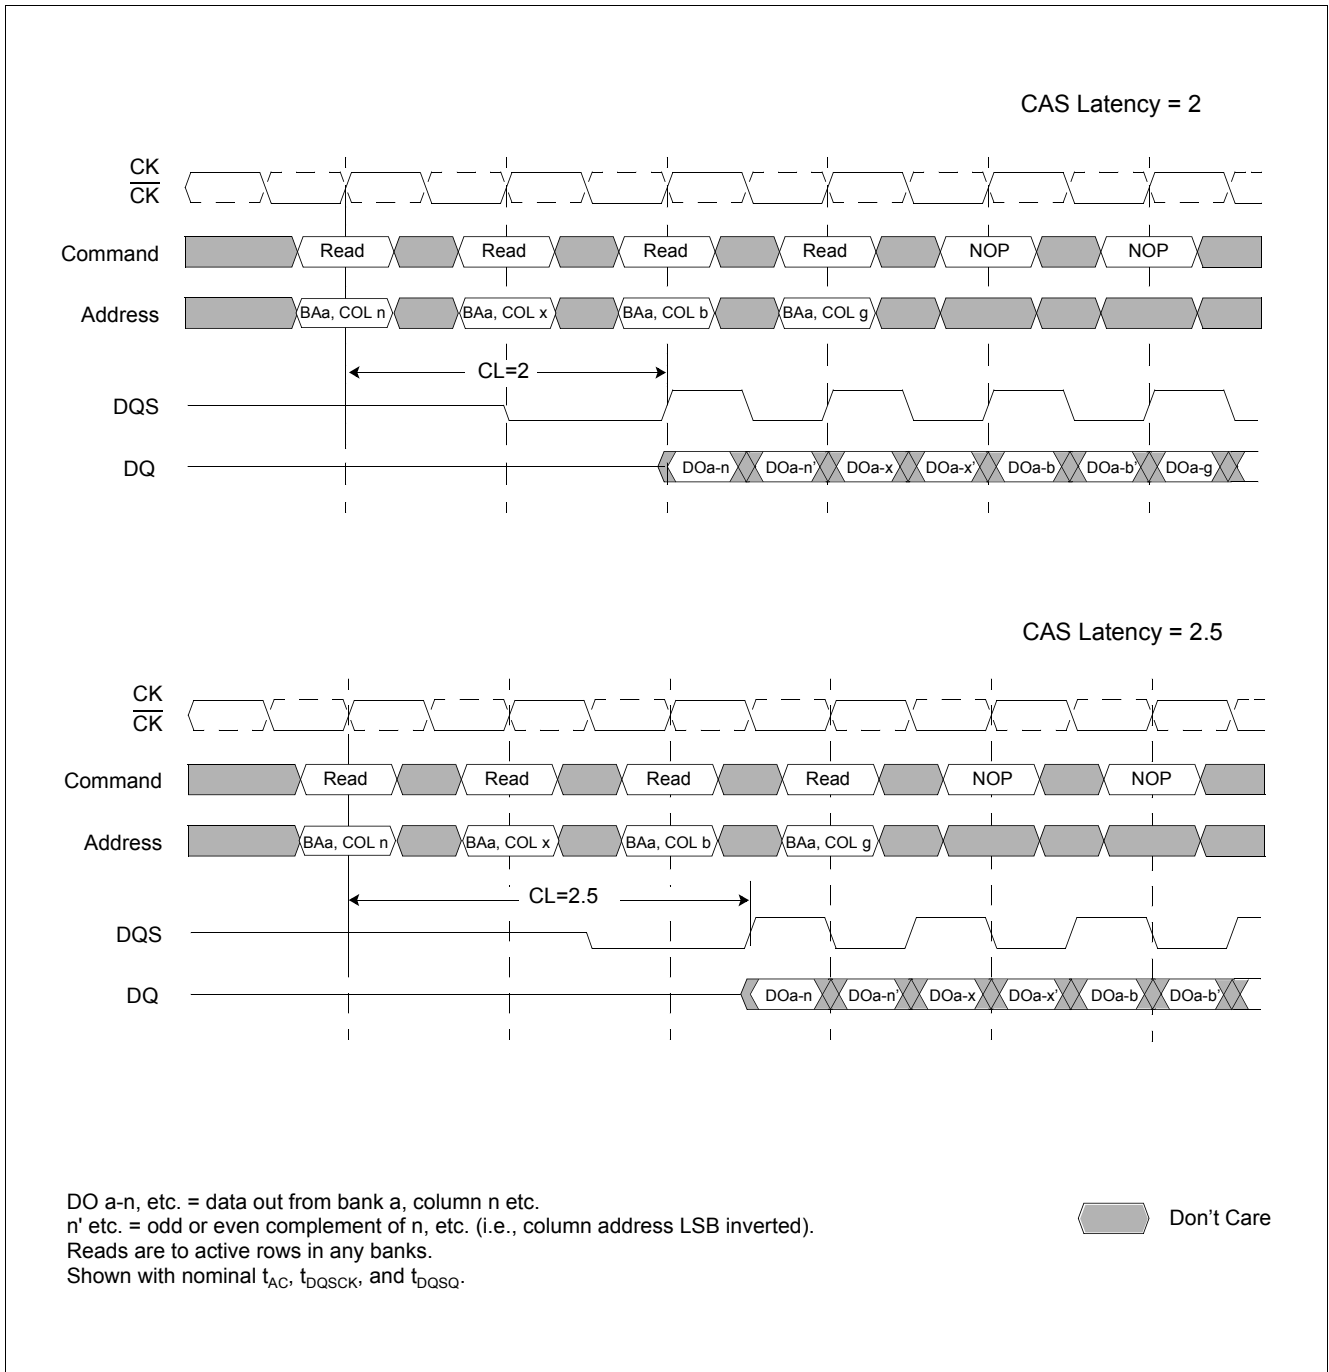 CAS Latency = 2
CK
CK
Command Read Read Read Read NOP NOP
Address BAa, COL n BAa, COL x BAa, COL b BAa, COL g
CL=2
DQS
DQ DOa-n DOa-n' DOa-x DOa-x' DOa-b DOa-b' DOa-g
CAS Latency = 2.5
CK
CK
Command Read Read Read Read NOP NOP
Address BAa, COL n BAa, COL x BAa, COL b BAa, COL g
CL=2.5
DQS
DQ DOa-n DOa-n' DOa-x DOa-x' DOa-b DOa-b'
DO a-n, etc. = data out from bank a, column n etc.
n' etc. = odd or even complement of n, etc. (i.e., column address LSB inverted).
Reads are to active rows in any banks.
Shown with nominal tAC, tDQSCK, and tDQSQ.
Don't Care